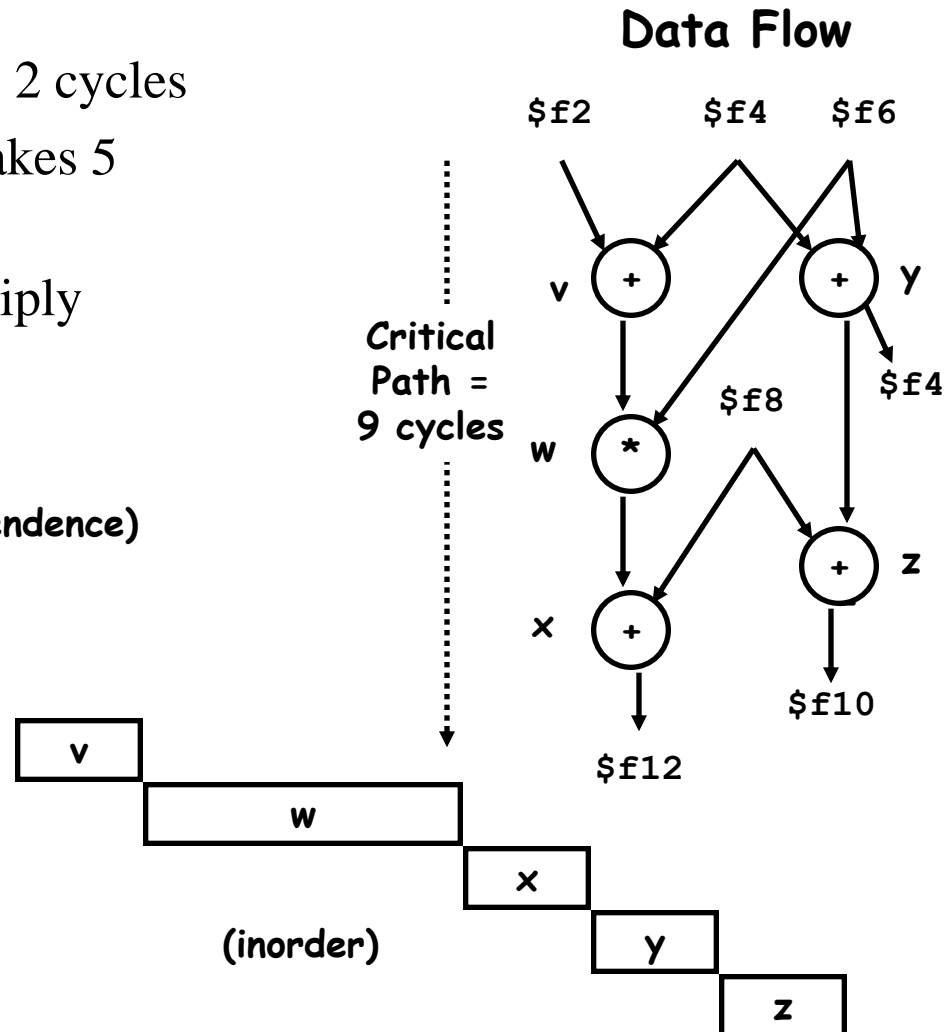 Data Flow
2 cycles
akes 5
iply
endence)
$f2 $f4 $f6
v + + y
$f4
Critical
Path =
9 cycles
$f8
w *
+ z
x +
$f10
$f12
v
w
x
(inorder)
y
z